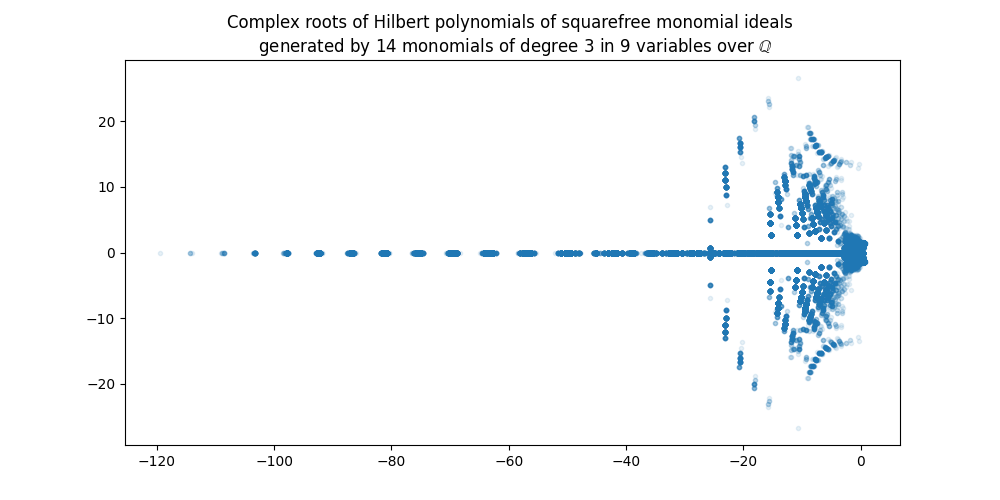 Complex roots of Hilbert polynomials of squarefree monomial ideals
generated by 14 monomials of degree 3 in 9 variables over ℚ
20
10
0
−10
−20
−120 −100 −80 −60 −40 −20 0